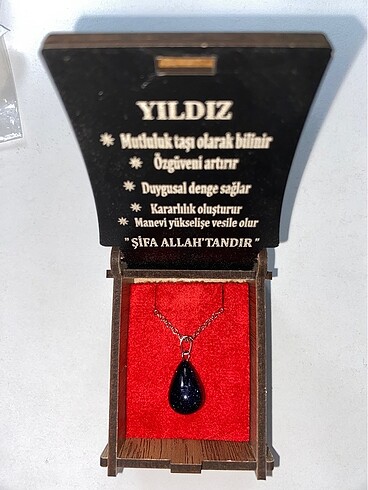 YILDIZ
✷ Mutluluk taşı olarak bilinir
✷ Özgüveni artırır
✷ Duygusal denge sağlar
✷ Kararlılık oluşturur
✷ Manevi yükselişe vesile olur
" ŞİFA ALLAH'TANDIR "